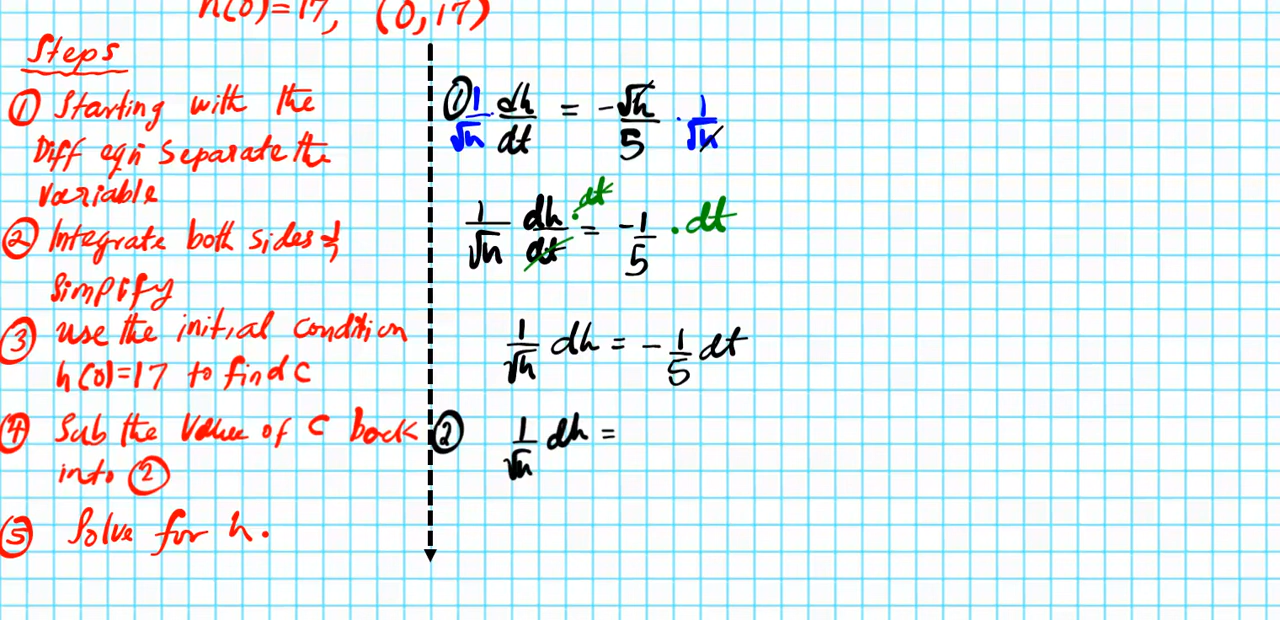 h(0)=17, (0,17)
Steps
① Starting with the
Diff eqn Separate the
Variable
② Integrate both sides &
Simplify
③ use the initial condition
h(0)=17 to find C
④ Sub the Value of C back
into ②
⑤ Solve for h.
① 1/√h · dh/dt = -√h/5 · 1/√h
1/√h dh/dt · dt = -1/5 · dt
1/√h dh = -1/5 dt
② 1/√h dh =